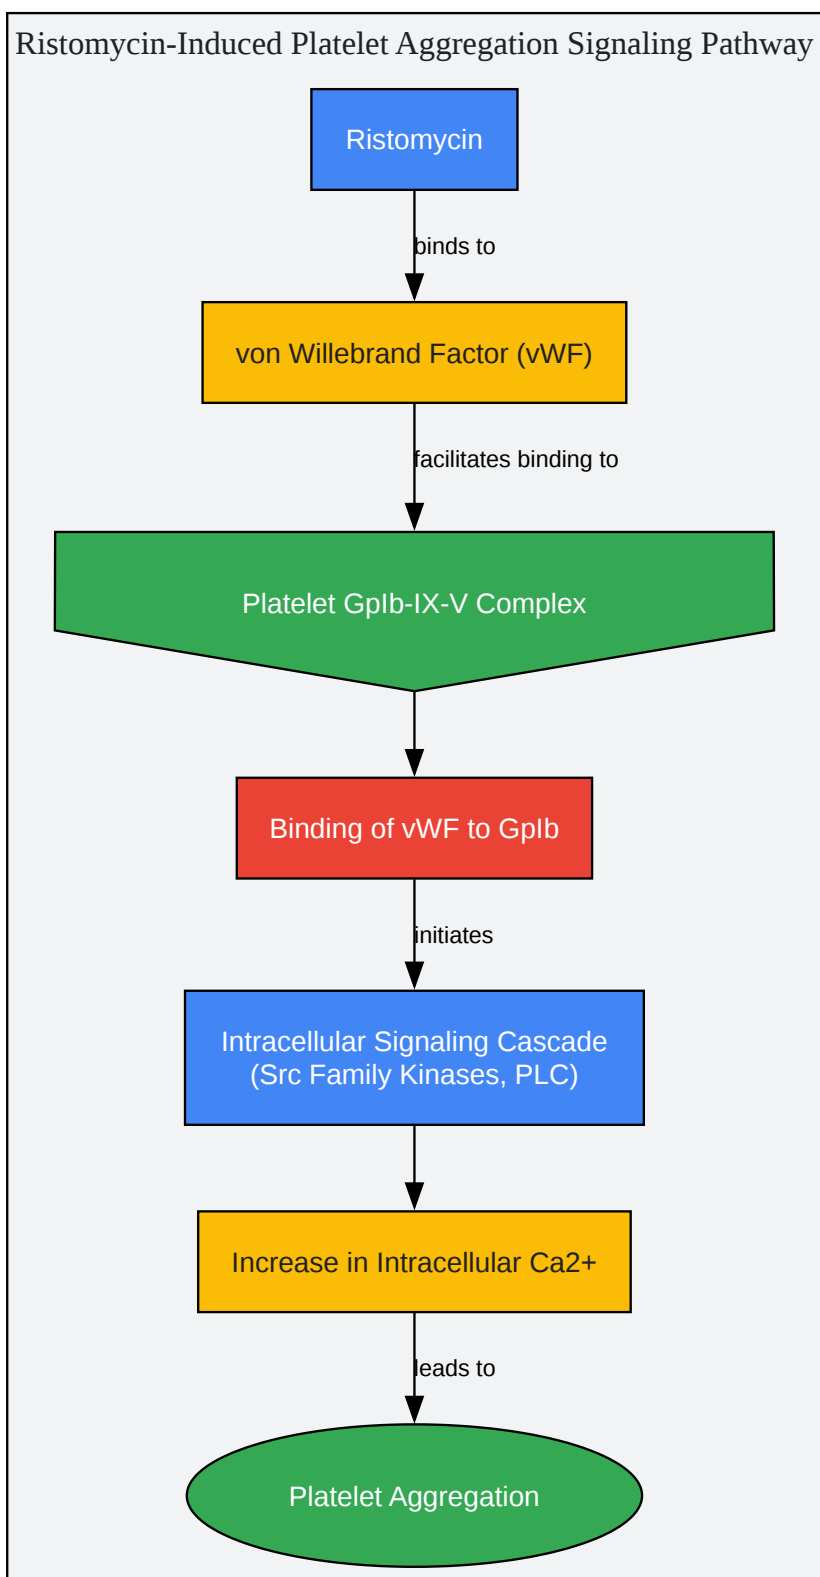 Ristomycin-Induced Platelet Aggregation Signaling Pathway
Ristomycin
binds to
von Willebrand Factor (vWF)
facilitates binding to
Platelet GpIb-IX-V Complex
Binding of vWF to GpIb
initiates
Intracellular Signaling Cascade
(Src Family Kinases, PLC)
Increase in Intracellular Ca2+
leads to
Platelet Aggregation